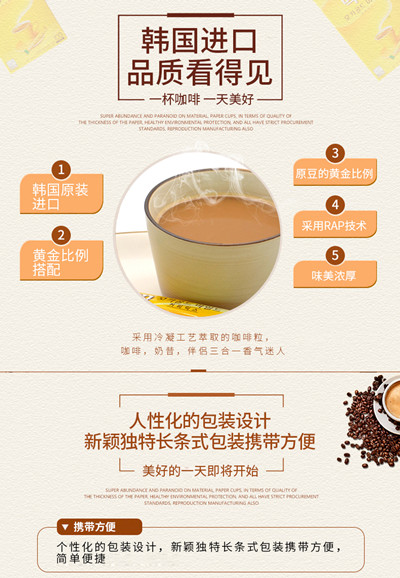 韩国进口
品质看得见
一杯咖啡 一天美好
SUPER ABUNDANCE AND PARANOID ON MATERIAL, PAPER CUPS, IN TERMS OF QUALITY OF
THE THICKNESS OF THE PAPER, HEALTHY ENVIRONMENTAL PROTECTION, AND ALL HAVE STRICT PROCUREMENT
STANDARDS, REPRODUCTION MANUFACTURING ALSO
1
韩国原装
进口
2
黄金比例
搭配
3
原豆的黄金比例
4
采用RAP技术
5
味美浓厚
采用冷凝工艺萃取的咖啡粒，
咖啡，奶昔，伴侣三合一香气迷人
人性化的包装设计
新颖独特长条式包装携带方便
美好的一天即将开始
SUPER ABUNDANCE AND PARANOID ON MATERIAL, PAPER CUPS, IN TERMS OF QUALITY OF
THE THICKNESS OF THE PAPER, HEALTHY ENVIRONMENTAL PROTECTION, AND ALL HAVE STRICT PROCUREMENT
STANDARDS, REPRODUCTION MANUFACTURING ALSO
携带方便
个性化的包装设计，新颖独特长条式包装携带方便，
简单便捷